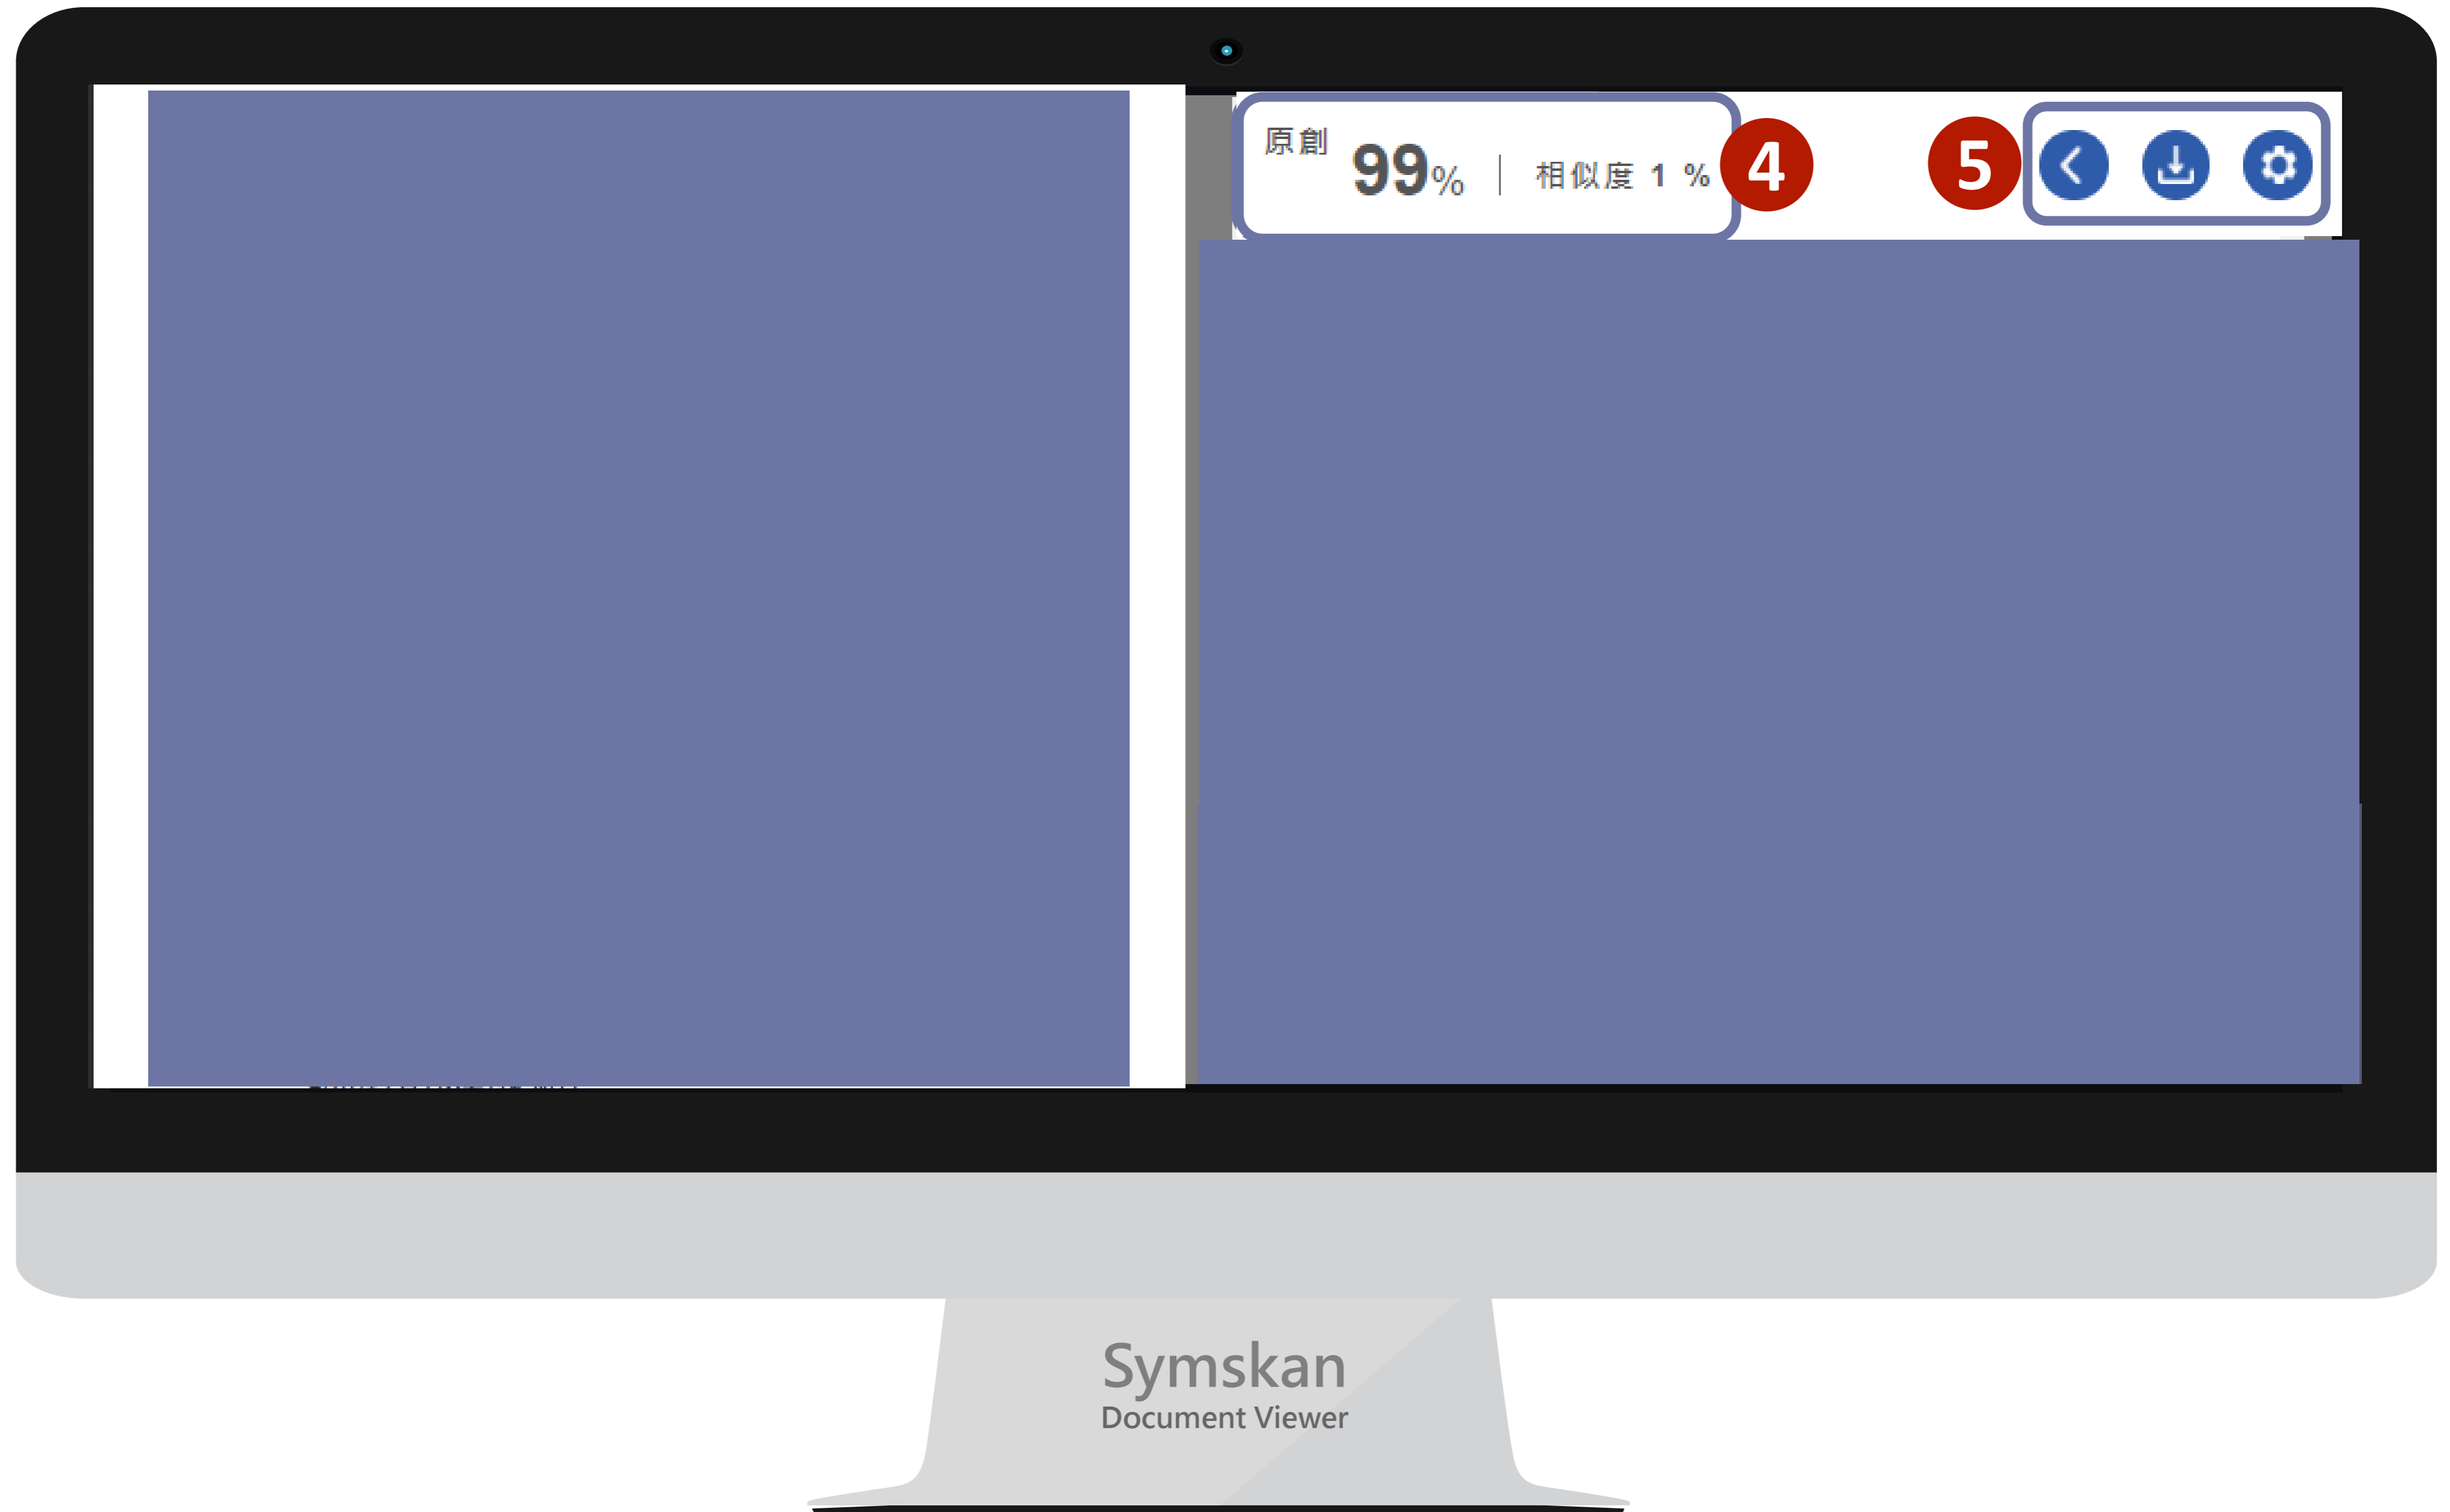 原創 99% | 相似度 1 %
4
5
Symskan
Document Viewer